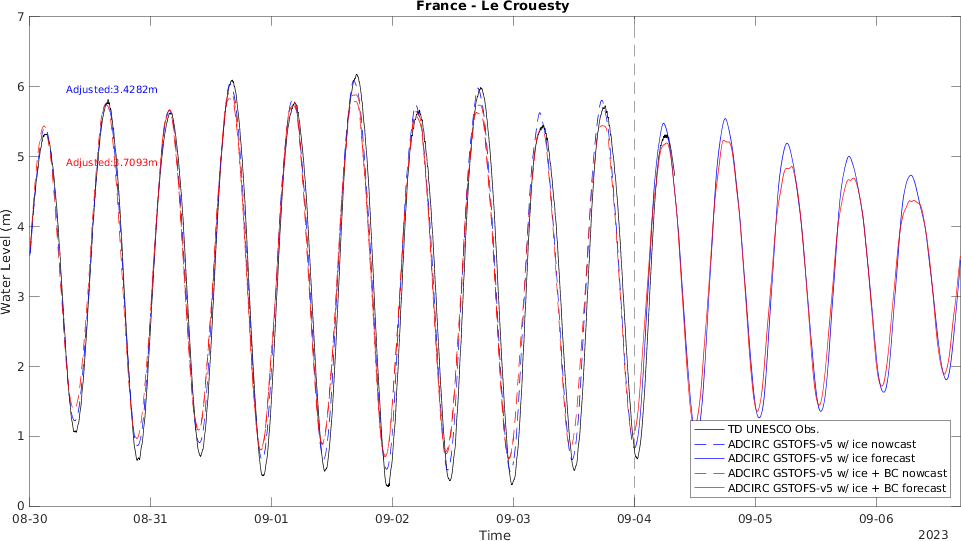 France - Le Crouesty
7
6
5
4
3
2
1
0
Water Level (m)
Adjusted:3.4282m
Adjusted:3.7093m
TD UNESCO Obs.
ADCIRC GSTOFS-v5 w/ ice nowcast
ADCIRC GSTOFS-v5 w/ ice forecast
ADCIRC GSTOFS-v5 w/ ice + BC nowcast
ADCIRC GSTOFS-v5 w/ ice + BC forecast
08-30 08-31 09-01 09-02 09-03 09-04 09-05 09-06
Time
2023